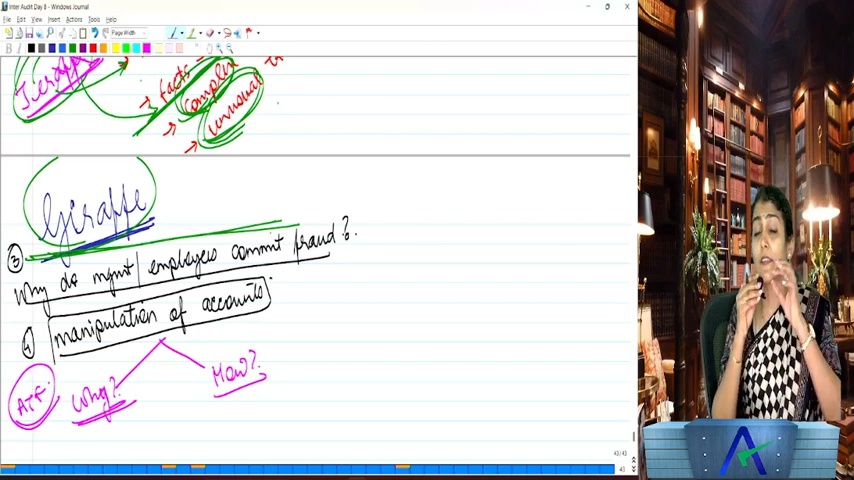 Inter Audit Day 8 - Windows Journal
File Edit View Insert Actions Tools Help
Page Width
facts
complex
unusual
Giraffe
③
Why do mgmt/employees commit fraud?
④ manipulation of accounts
ATF. Why? How?
43/43
43